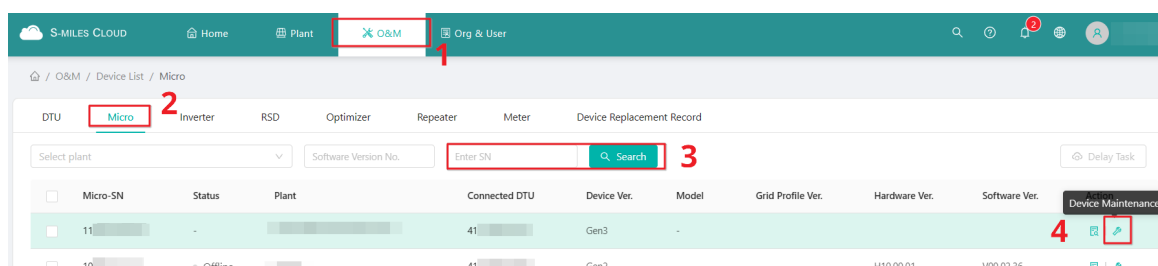 S-MILES CLOUD Home Plant O&M Org & User 2
1
/ O&M / Device List / Micro
2
DTU Micro Inverter RSD Optimizer Repeater Meter Device Replacement Record
Select plant Software Version No. Enter SN Search 3 Delay Task
Micro-SN Status Plant Connected DTU Device Ver. Model Grid Profile Ver. Hardware Ver. Software Ver.
Device Maintenance
11 - 41 Gen3 - 4